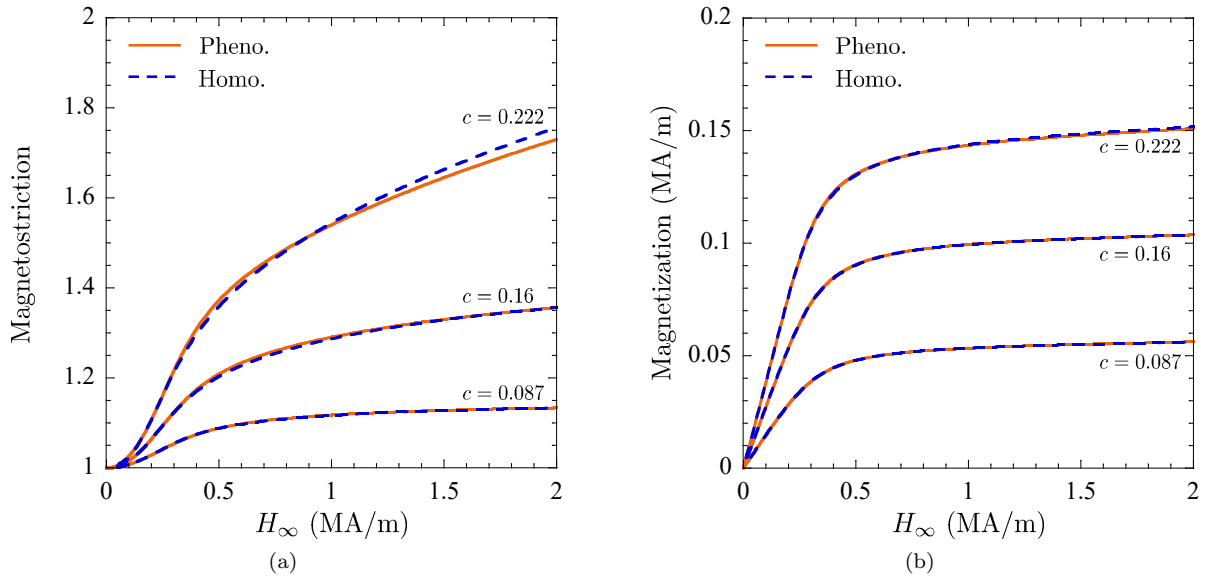 2
1.8
1.6
1.4
1.2
1
Magnetostriction
Pheno.
Homo.
c = 0.222
c = 0.16
c = 0.087
0 0.5 1 1.5 2
H∞ (MA/m)
(a)
0.2
0.15
0.1
0.05
0
Magnetization (MA/m)
Pheno.
Homo.
c = 0.222
c = 0.16
c = 0.087
0 0.5 1 1.5 2
H∞ (MA/m)
(b)